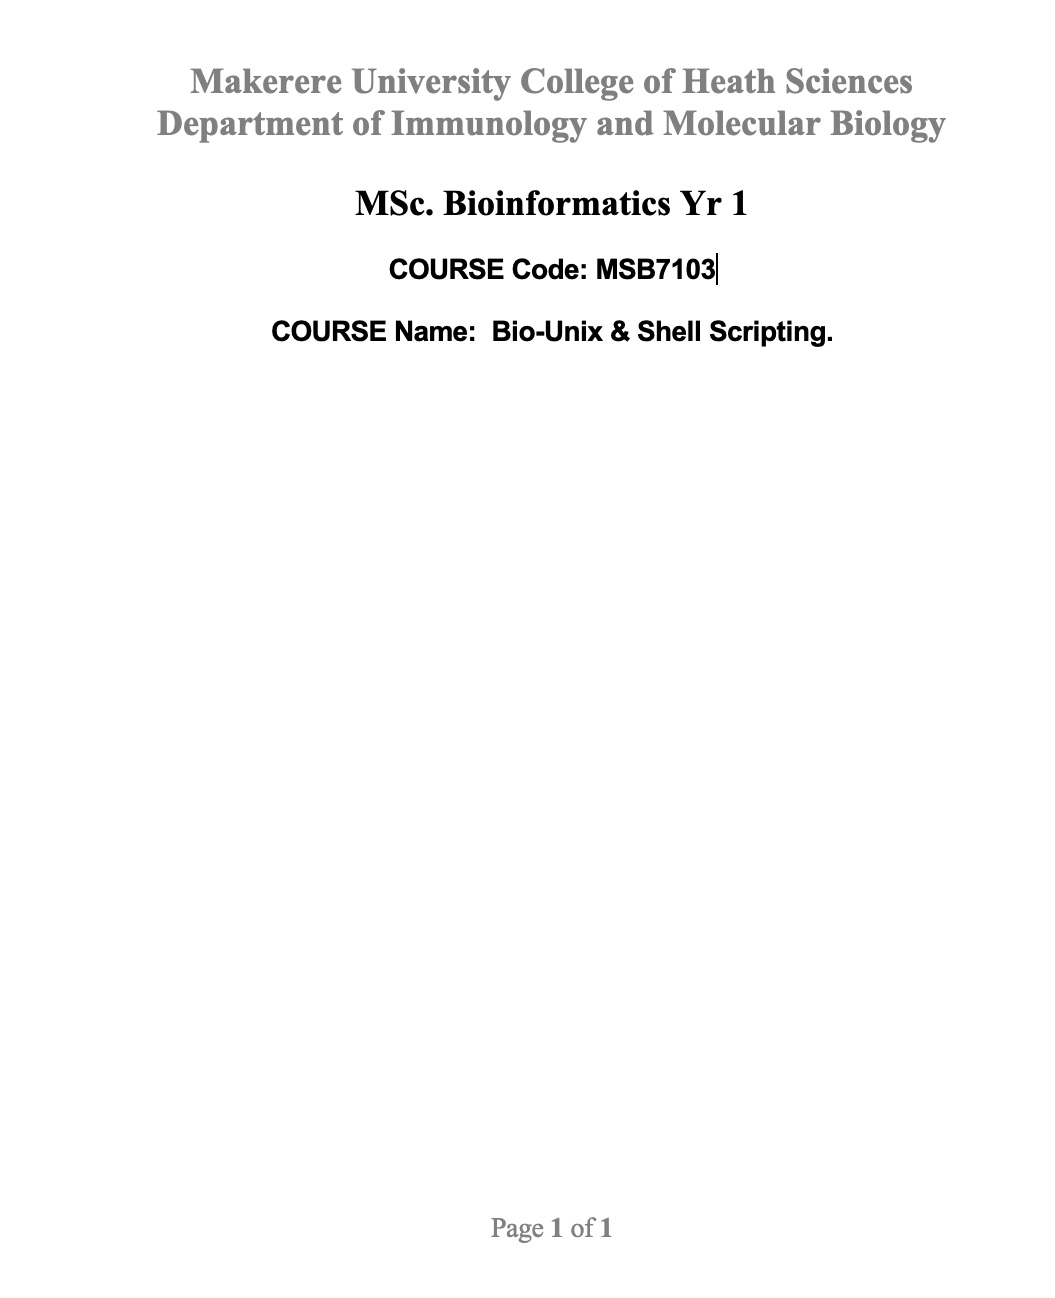 Makerere University College of Heath Sciences
Department of Immunology and Molecular Biology
MSc. Bioinformatics Yr 1
COURSE Code: MSB7103
COURSE Name:  Bio-Unix & Shell Scripting.
Page 1 of 1